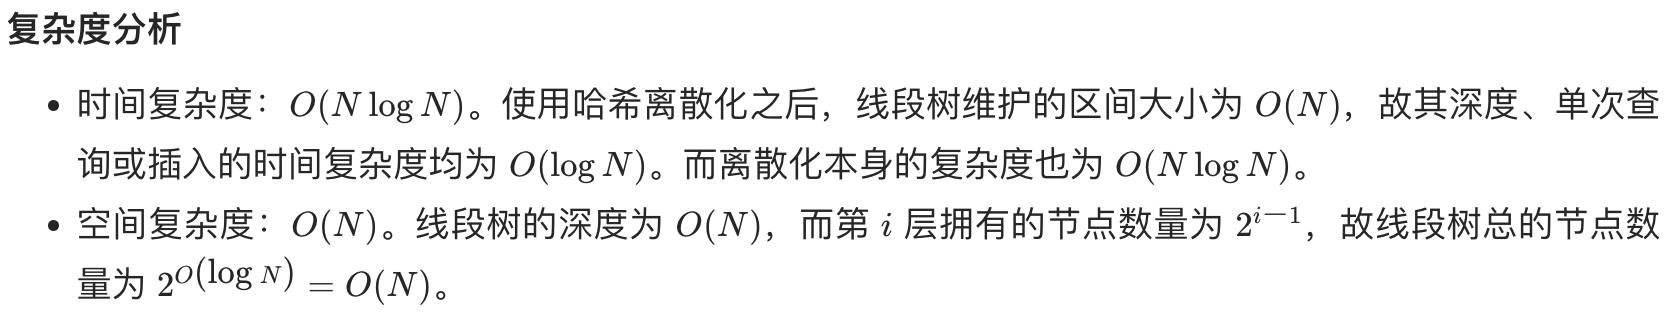 复杂度分析
• 时间复杂度：O(N log N)。使用哈希离散化之后，线段树维护的区间大小为 O(N)，故其深度、单次查
询或插入的时间复杂度均为 O(log N)。而离散化本身的复杂度也为 O(N log N)。
• 空间复杂度：O(N)。线段树的深度为 O(N)，而第 i 层拥有的节点数量为 2^{i−1}，故线段树总的节点数
量为 2^{O(log N)} = O(N)。